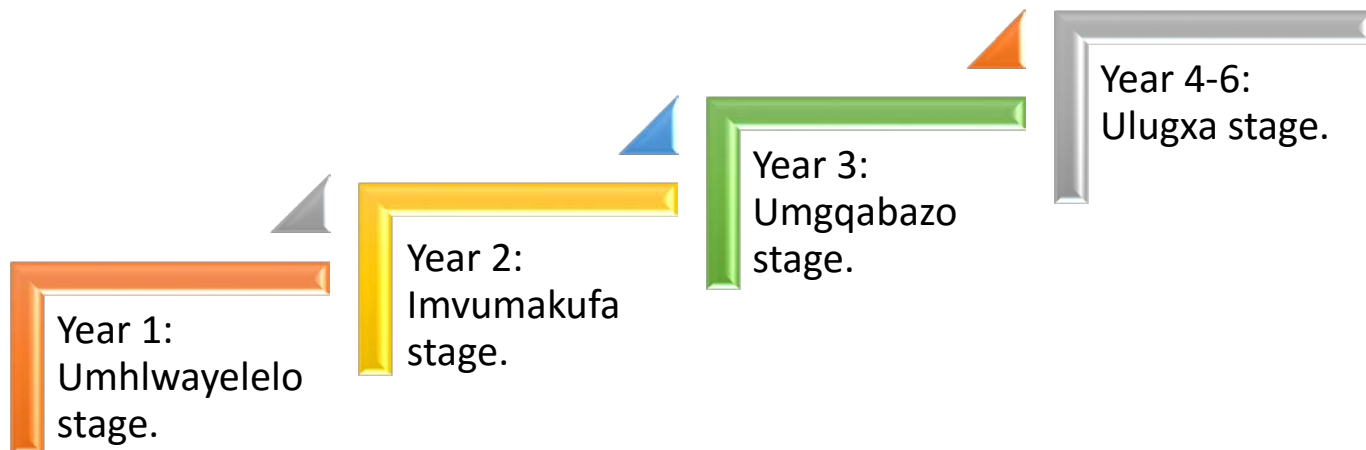 Year 1:
Umhlwayelelo
stage.
Year 2:
Imvumakufa
stage.
Year 3:
Umgqabazo
stage.
Year 4-6:
Ulugxa stage.